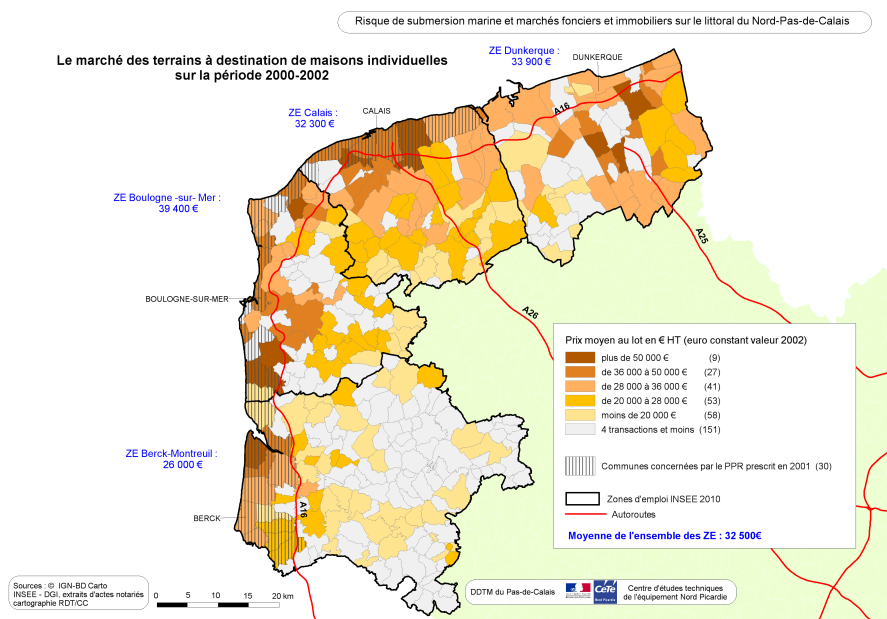 Risque de submersion marine et marchés fonciers et immobiliers sur le littoral du Nord-Pas-de-Calais
Le marché des terrains à destination de maisons individuelles
sur la période 2000-2002
ZE Dunkerque :
33 900 €
DUNKERQUE
A16
ZE Calais :
32 300 €
CALAIS
ZE Boulogne -sur- Mer :
39 400 €
A25
BOULOGNE-SUR-MER
A26
Prix moyen au lot en € HT (euro constant valeur 2002)
plus de 50 000 € (9)
de 36 000 à 50 000 € (27)
de 28 000 à 36 000 € (41)
de 20 000 à 28 000 € (53)
moins de 20 000 € (58)
4 transactions et moins (151)
Communes concernées par le PPR prescrit en 2001 (30)
Zones d'emploi INSEE 2010
Autoroutes
Moyenne de l'ensemble des ZE : 32 500€
ZE Berck-Montreuil :
26 000 €
A16
BERCK
Sources : © IGN-BD Carto
INSEE - DGI, extraits d'actes notariés
cartographie RDT/CC
0 5 10 15 20 km
DDTM du Pas-de-Calais
CETE
Nord Picardie
Centre d'études techniques
de l'équipement Nord Picardie